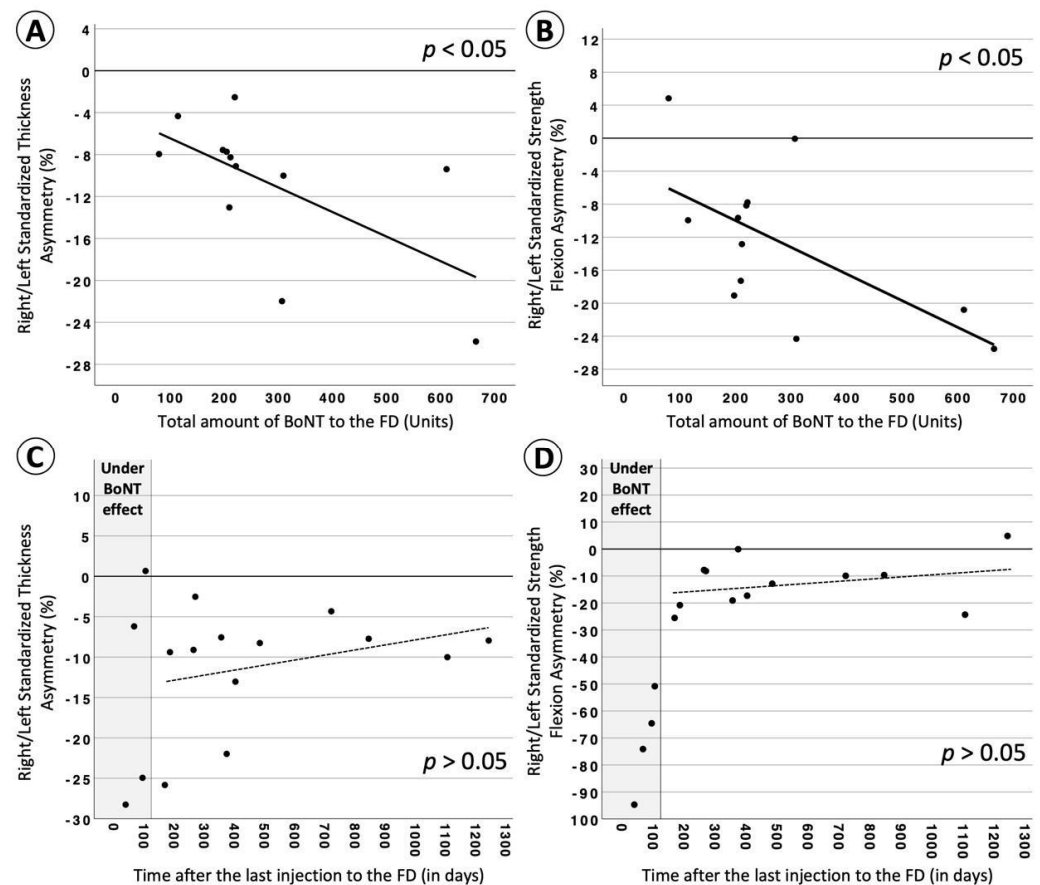 A
p < 0.05
Right/Left Standardized Thickness
Asymmetry (%)
4
0
-4
-8
-12
-16
-20
-24
-28
0 100 200 300 400 500 600 700
Total amount of BoNT to the FD (Units)
B
p < 0.05
Right/Left Standardized Strength
Flexion Asymmetry (%)
12
8
4
0
-4
-8
-12
-16
-20
-24
-28
0 100 200 300 400 500 600 700
Total amount of BoNT to the FD (Units)
C
Under
BoNT
effect
Right/Left Standardized Thickness
Asymmetry (%)
10
5
0
-5
-10
-15
-20
-25
-30
p > 0.05
0 100 200 300 400 500 600 700 800 900 1000 1100 1200 1300
Time after the last injection to the FD (in days)
D
Under
BoNT
effect
Right/Left Standardized Strength
Flexion Asymmetry (%)
30
20
10
0
-10
-20
-30
-40
-50
-60
-70
-80
-90
100
p > 0.05
0 100 200 300 400 500 600 700 800 900 1000 1100 1200 1300
Time after the last injection to the FD (in days)